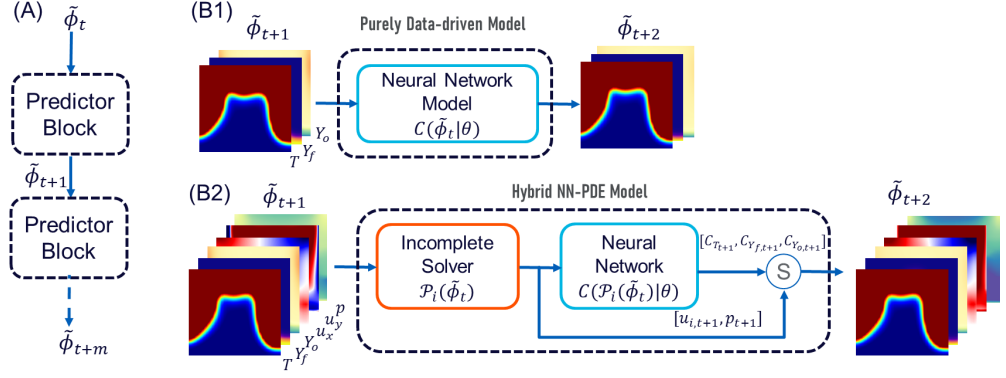 (A)
ϕ̃_t
Predictor
Block
ϕ̃_{t+1}
Predictor
Block
ϕ̃_{t+m}
(B1)
Purely Data-driven Model
ϕ̃_{t+1}
T Y_f Y_o
Neural Network
Model
C(ϕ̃_t|θ)
ϕ̃_{t+2}
(B2)
Hybrid NN-PDE Model
ϕ̃_{t+1}
T Y_f Y_o u_x u_y p
Incomplete
Solver
𝒫_i(ϕ̃_t)
Neural
Network
C(𝒫_i(ϕ̃_t)|θ)
[C_{T_{t+1}}, C_{Y_{f,t+1}}, C_{Y_{o,t+1}}]
S
[u_{i,t+1}, p_{t+1}]
ϕ̃_{t+2}